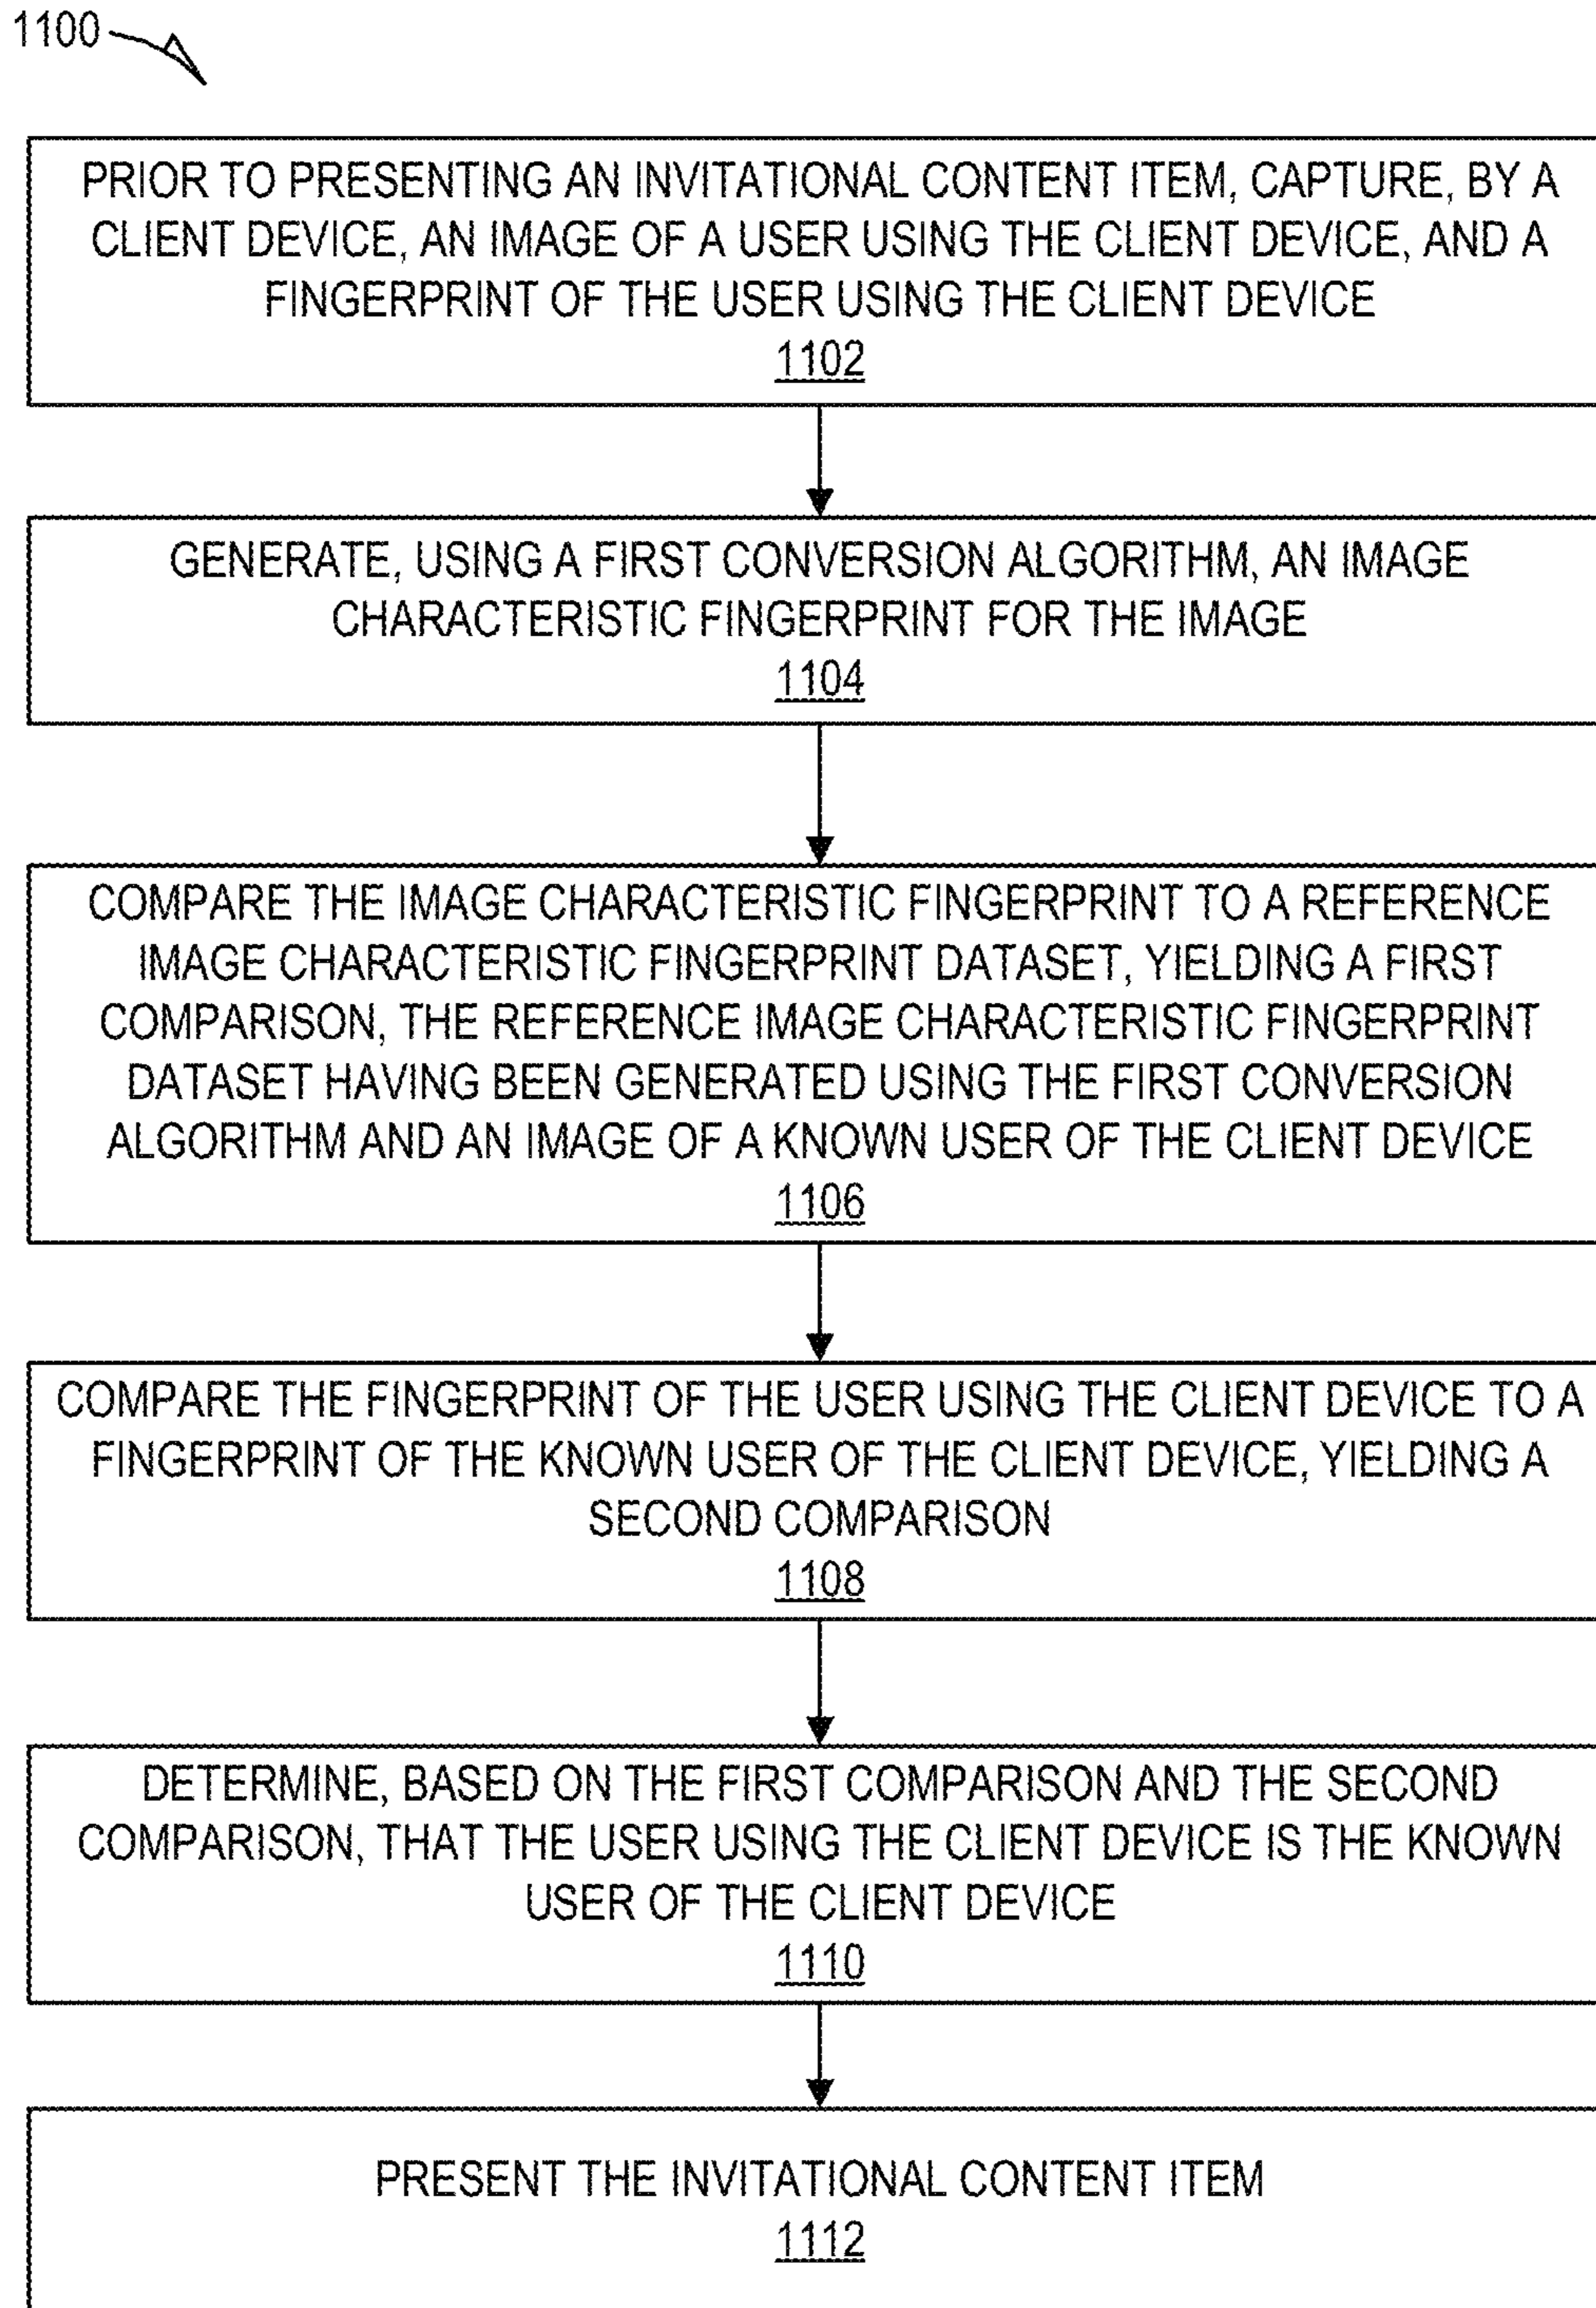 1100
PRIOR TO PRESENTING AN INVITATIONAL CONTENT ITEM, CAPTURE, BY A
CLIENT DEVICE, AN IMAGE OF A USER USING THE CLIENT DEVICE, AND A
FINGERPRINT OF THE USER USING THE CLIENT DEVICE
1102
GENERATE, USING A FIRST CONVERSION ALGORITHM, AN IMAGE
CHARACTERISTIC FINGERPRINT FOR THE IMAGE
1104
COMPARE THE IMAGE CHARACTERISTIC FINGERPRINT TO A REFERENCE
IMAGE CHARACTERISTIC FINGERPRINT DATASET, YIELDING A FIRST
COMPARISON, THE REFERENCE IMAGE CHARACTERISTIC FINGERPRINT
DATASET HAVING BEEN GENERATED USING THE FIRST CONVERSION
ALGORITHM AND AN IMAGE OF A KNOWN USER OF THE CLIENT DEVICE
1106
COMPARE THE FINGERPRINT OF THE USER USING THE CLIENT DEVICE TO A
FINGERPRINT OF THE KNOWN USER OF THE CLIENT DEVICE, YIELDING A
SECOND COMPARISON
1108
DETERMINE, BASED ON THE FIRST COMPARISON AND THE SECOND
COMPARISON, THAT THE USER USING THE CLIENT DEVICE IS THE KNOWN
USER OF THE CLIENT DEVICE
1110
PRESENT THE INVITATIONAL CONTENT ITEM
1112